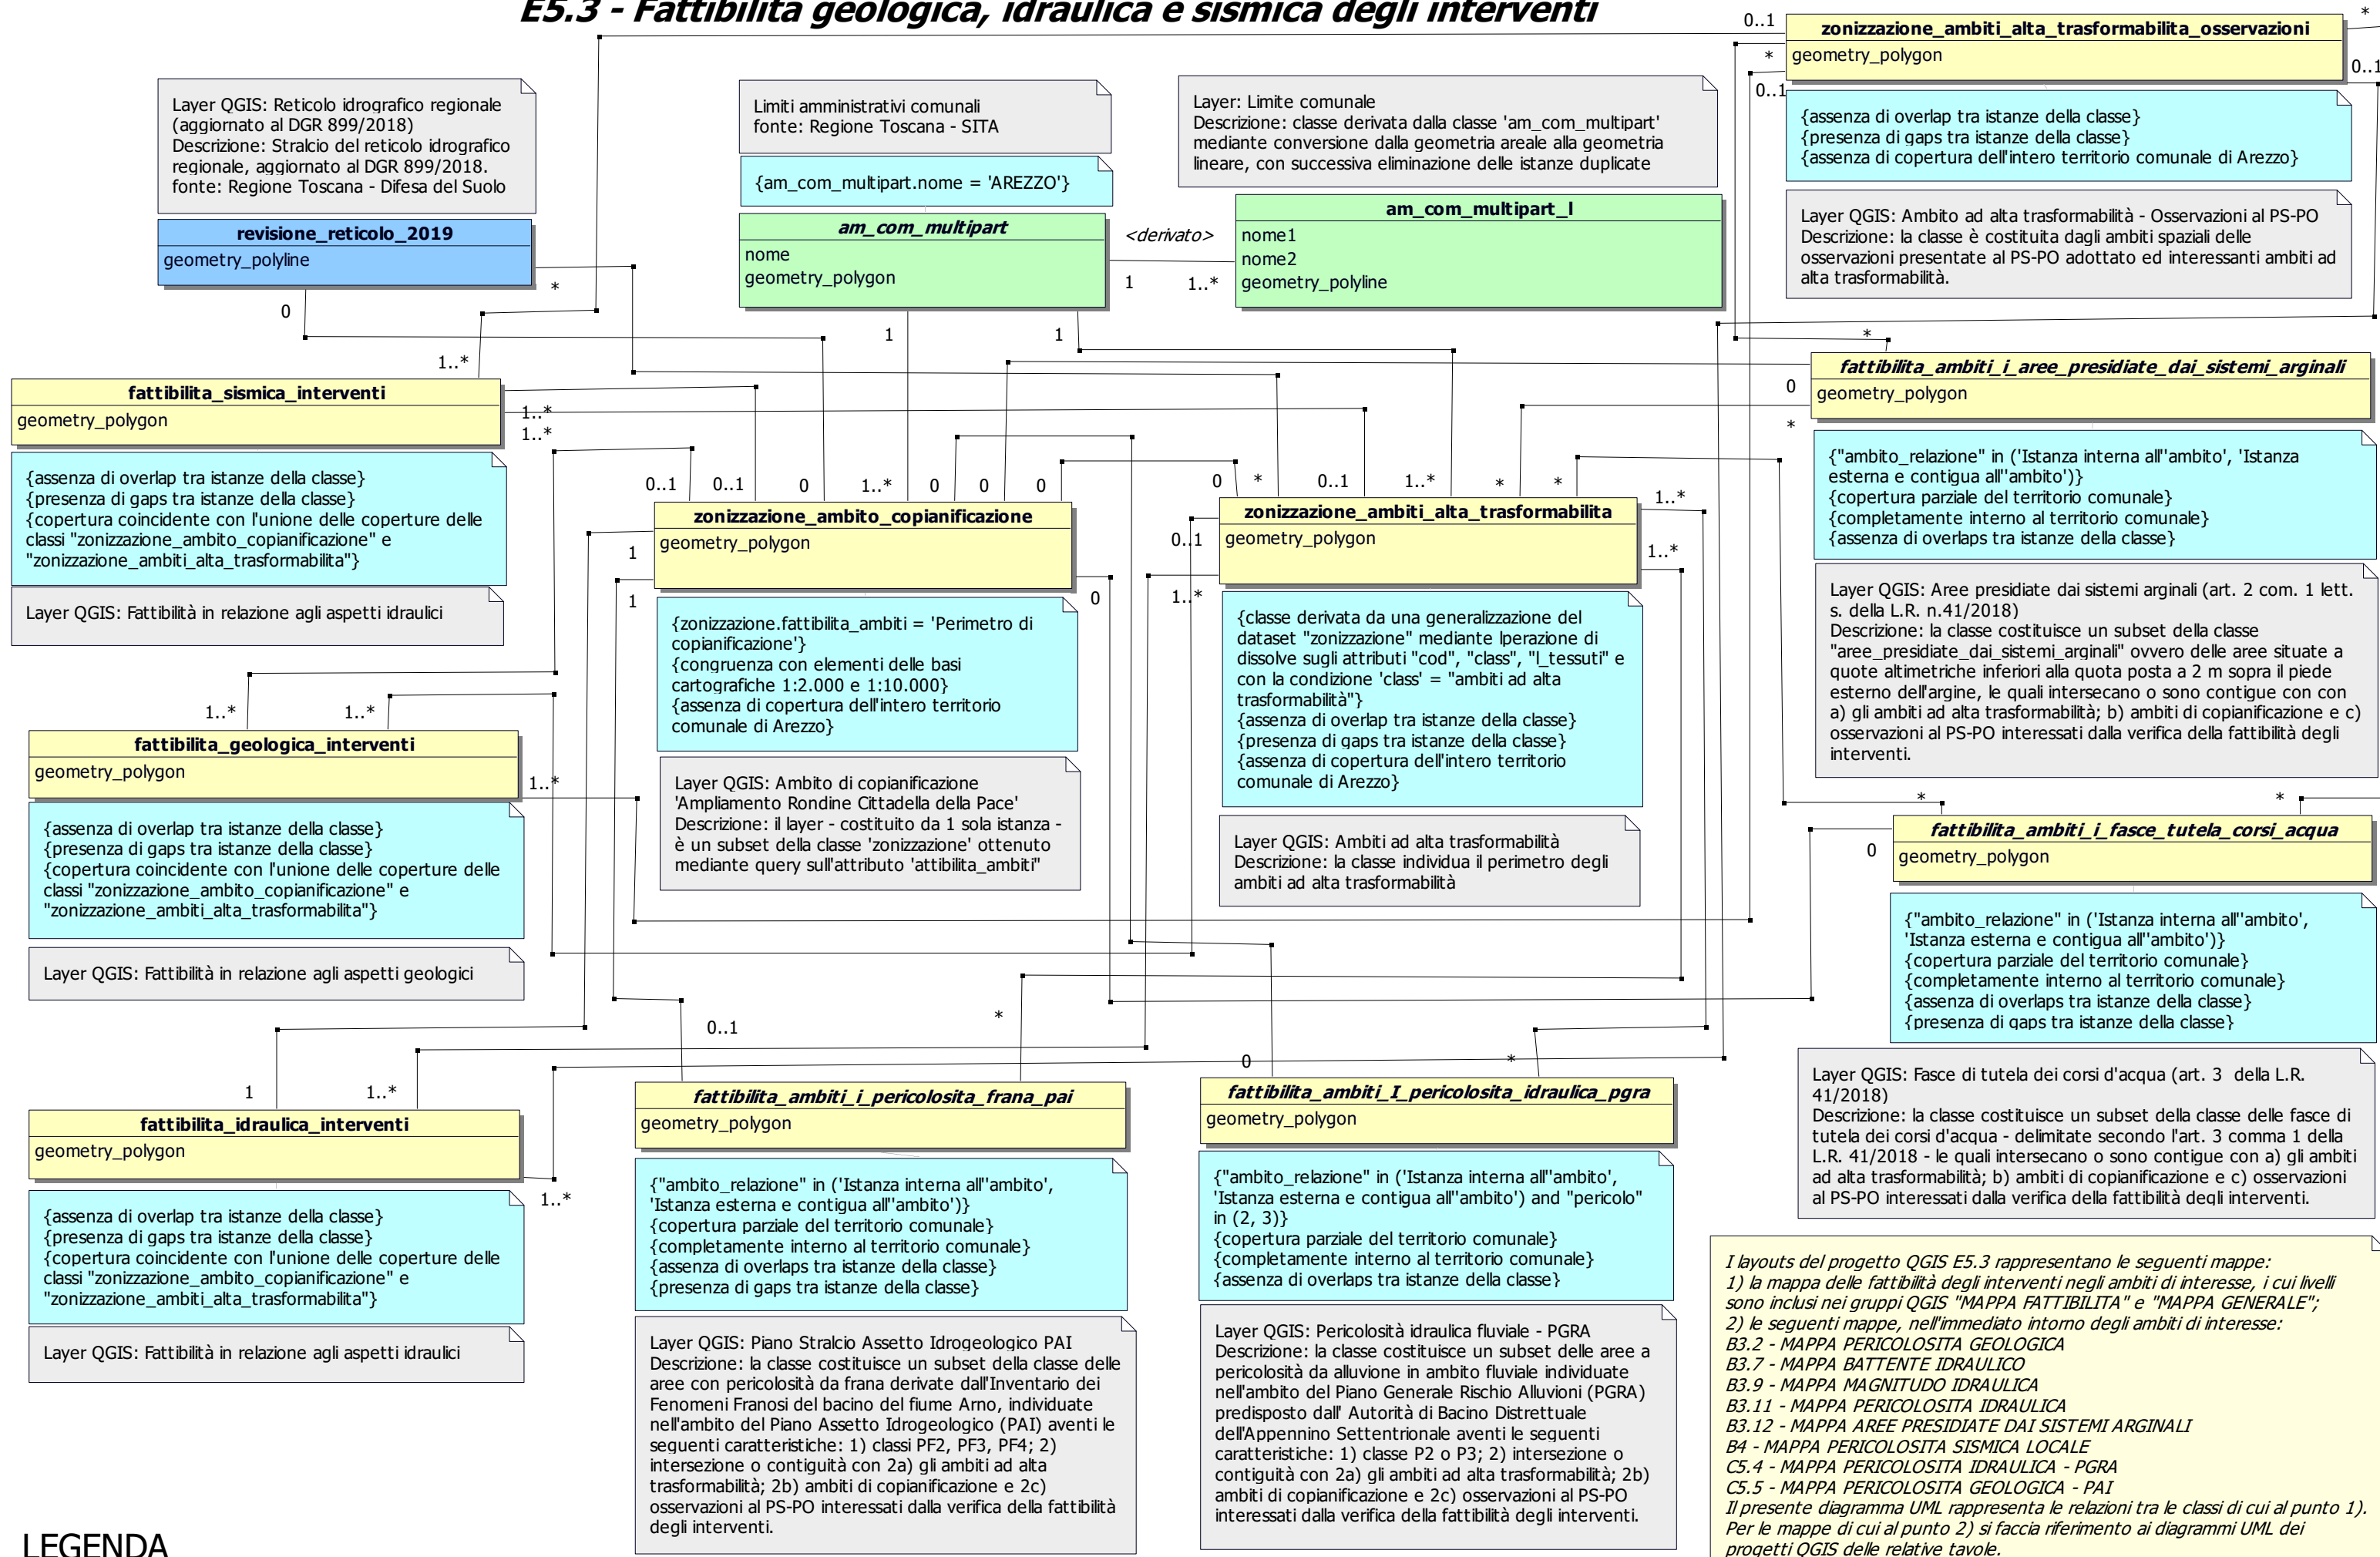 E5.3 - Fattibilità geologica, idraulica e sismica degli interventi
0..1
zonizzazione_ambiti_alta_trasformabilita_osservazioni
*
*
geometry_polygon
0..1
0..1
{assenza di overlap tra istanze della classe}
{presenza di gaps tra istanze della classe}
{assenza di copertura dell'intero territorio comunale di Arezzo}
Layer QGIS: Ambito ad alta trasformabilità - Osservazioni al PS-PO
Descrizione: la classe è costituita dagli ambiti spaziali delle
osservazioni presentate al PS-PO adottato ed interessanti ambiti ad
alta trasformabilità.
Layer QGIS: Reticolo idrografico regionale
(aggiornato al DGR 899/2018)
Descrizione: Stralcio del reticolo idrografico
regionale, aggiornato al DGR 899/2018.
fonte: Regione Toscana - Difesa del Suolo
revisione_reticolo_2019
geometry_polyline
*
0
Limiti amministrativi comunali
fonte: Regione Toscana - SITA
{am_com_multipart.nome = 'AREZZO'}
am_com_multipart
nome
geometry_polygon
1
1
<derivato>
1
1..*
Layer: Limite comunale
Descrizione: classe derivata dalla classe 'am_com_multipart'
mediante conversione dalla geometria areale alla geometria
lineare, con successiva eliminazione delle istanze duplicate
am_com_multipart_l
nome1
nome2
geometry_polyline
1..*
fattibilita_sismica_interventi
geometry_polygon
1..*
1..*
{assenza di overlap tra istanze della classe}
{presenza di gaps tra istanze della classe}
{copertura coincidente con l'unione delle coperture delle
classi "zonizzazione_ambito_copianificazione" e
"zonizzazione_ambiti_alta_trasformabilita"}
Layer QGIS: Fattibilità in relazione agli aspetti idraulici
0..1
0..1
0
1..*
0
0
0
zonizzazione_ambito_copianificazione
geometry_polygon
1
1
0
{zonizzazione.fattibilita_ambiti = 'Perimetro di
copianificazione'}
{congruenza con elementi delle basi
cartografiche 1:2.000 e 1:10.000}
{assenza di copertura dell'intero territorio
comunale di Arezzo}
Layer QGIS: Ambito di copianificazione
'Ampliamento Rondine Cittadella della Pace'
Descrizione: il layer - costituito da 1 sola istanza -
è un subset della classe 'zonizzazione' ottenuto
mediante query sull'attributo 'attibilita_ambiti"
0
*
0..1
1..*
*
*
1..*
zonizzazione_ambiti_alta_trasformabilita
geometry_polygon
0..1
1..*
1..*
{classe derivata da una generalizzazione del
dataset "zonizzazione" mediante lperazione di
dissolve sugli attributi "cod", "class", "l_tessuti" e
con la condizione 'class' = "ambiti ad alta
trasformabilità"}
{assenza di overlap tra istanze della classe}
{presenza di gaps tra istanze della classe}
{assenza di copertura dell'intero territorio
comunale di Arezzo}
Layer QGIS: Ambiti ad alta trasformabilità
Descrizione: la classe individua il perimetro degli
ambiti ad alta trasformabilità
*
fattibilita_ambiti_i_aree_presidiate_dai_sistemi_arginali
0
geometry_polygon
*
{"ambito_relazione" in ('Istanza interna all''ambito', 'Istanza
esterna e contigua all''ambito')}
{copertura parziale del territorio comunale}
{completamente interno al territorio comunale}
{assenza di overlaps tra istanze della classe}
Layer QGIS: Aree presidiate dai sistemi arginali (art. 2 com. 1 lett.
s. della L.R. n.41/2018)
Descrizione: la classe costituisce un subset della classe
"aree_presidiate_dai_sistemi_arginali" ovvero delle aree situate a
quote altimetriche inferiori alla quota posta a 2 m sopra il piede
esterno dell'argine, le quali intersecano o sono contigue con con
a) gli ambiti ad alta trasformabilità; b) ambiti di copianificazione e c)
osservazioni al PS-PO interessati dalla verifica della fattibilità degli
interventi.
1..*
1..*
fattibilita_geologica_interventi
geometry_polygon
1..*
{assenza di overlap tra istanze della classe}
{presenza di gaps tra istanze della classe}
{copertura coincidente con l'unione delle coperture delle
classi "zonizzazione_ambito_copianificazione" e
"zonizzazione_ambiti_alta_trasformabilita"}
Layer QGIS: Fattibilità in relazione agli aspetti geologici
*
*
fattibilita_ambiti_i_fasce_tutela_corsi_acqua
0
geometry_polygon
{"ambito_relazione" in ('Istanza interna all''ambito',
'Istanza esterna e contigua all''ambito')}
{copertura parziale del territorio comunale}
{completamente interno al territorio comunale}
{assenza di overlaps tra istanze della classe}
{presenza di gaps tra istanze della classe}
Layer QGIS: Fasce di tutela dei corsi d'acqua (art. 3  della L.R.
41/2018)
Descrizione: la classe costituisce un subset della classe delle fasce di
tutela dei corsi d'acqua - delimitate secondo l'art. 3 comma 1 della
L.R. 41/2018 - le quali intersecano o sono contigue con a) gli ambiti
ad alta trasformabilità; b) ambiti di copianificazione e c) osservazioni
al PS-PO interessati dalla verifica della fattibilità degli interventi.
1
1..*
fattibilita_idraulica_interventi
geometry_polygon
1..*
{assenza di overlap tra istanze della classe}
{presenza di gaps tra istanze della classe}
{copertura coincidente con l'unione delle coperture delle
classi "zonizzazione_ambito_copianificazione" e
"zonizzazione_ambiti_alta_trasformabilita"}
Layer QGIS: Fattibilità in relazione agli aspetti idraulici
0..1
*
fattibilita_ambiti_i_pericolosita_frana_pai
geometry_polygon
{"ambito_relazione" in ('Istanza interna all''ambito',
'Istanza esterna e contigua all''ambito')}
{copertura parziale del territorio comunale}
{completamente interno al territorio comunale}
{assenza di overlaps tra istanze della classe}
{presenza di gaps tra istanze della classe}
Layer QGIS: Piano Stralcio Assetto Idrogeologico PAI
Descrizione: la classe costituisce un subset della classe delle
aree con pericolosità da frana derivate dall'Inventario dei
Fenomeni Franosi del bacino del fiume Arno, individuate
nell'ambito del Piano Assetto Idrogeologico (PAI) aventi le
seguenti caratteristiche: 1) classi PF2, PF3, PF4; 2)
intersezione o contiguità con 2a) gli ambiti ad alta
trasformabilità; 2b) ambiti di copianificazione e 2c)
osservazioni al PS-PO interessati dalla verifica della fattibilità
degli interventi.
0
*
fattibilita_ambiti_I_pericolosita_idraulica_pgra
geometry_polygon
{"ambito_relazione" in ('Istanza interna all''ambito',
'Istanza esterna e contigua all''ambito') and "pericolo"
in (2, 3)}
{copertura parziale del territorio comunale}
{completamente interno al territorio comunale}
{assenza di overlaps tra istanze della classe}
Layer QGIS: Pericolosità idraulica fluviale - PGRA
Descrizione: la classe costituisce un subset delle aree a
pericolosità da alluvione in ambito fluviale individuate
nell'ambito del Piano Generale Rischio Alluvioni (PGRA)
predisposto dall' Autorità di Bacino Distrettuale
dell'Appennino Settentrionale aventi le seguenti
caratteristiche: 1) classe P2 o P3; 2) intersezione o
contiguità con 2a) gli ambiti ad alta trasformabilità; 2b)
ambiti di copianificazione e 2c) osservazioni al PS-PO
interessati dalla verifica della fattibilità degli interventi.
I layouts del progetto QGIS E5.3 rappresentano le seguenti mappe:
1) la mappa delle fattibilità degli interventi negli ambiti di interesse, i cui livelli
sono inclusi nei gruppi QGIS "MAPPA FATTIBILITA" e "MAPPA GENERALE";
2) le seguenti mappe, nell'immediato intorno degli ambiti di interesse:
B3.2 - MAPPA PERICOLOSITA GEOLOGICA
B3.7 - MAPPA BATTENTE IDRAULICO
B3.9 - MAPPA MAGNITUDO IDRAULICA
B3.11 - MAPPA PERICOLOSITA IDRAULICA
B3.12 - MAPPA AREE PRESIDIATE DAI SISTEMI ARGINALI
B4 - MAPPA PERICOLOSITA SISMICA LOCALE
C5.4 - MAPPA PERICOLOSITA IDRAULICA - PGRA
C5.5 - MAPPA PERICOLOSITA GEOLOGICA - PAI
Il presente diagramma UML rappresenta le relazioni tra le classi di cui al punto 1).
Per le mappe di cui al punto 2) si faccia riferimento ai diagrammi UML dei
progetti QGIS delle relative tavole.
LEGENDA